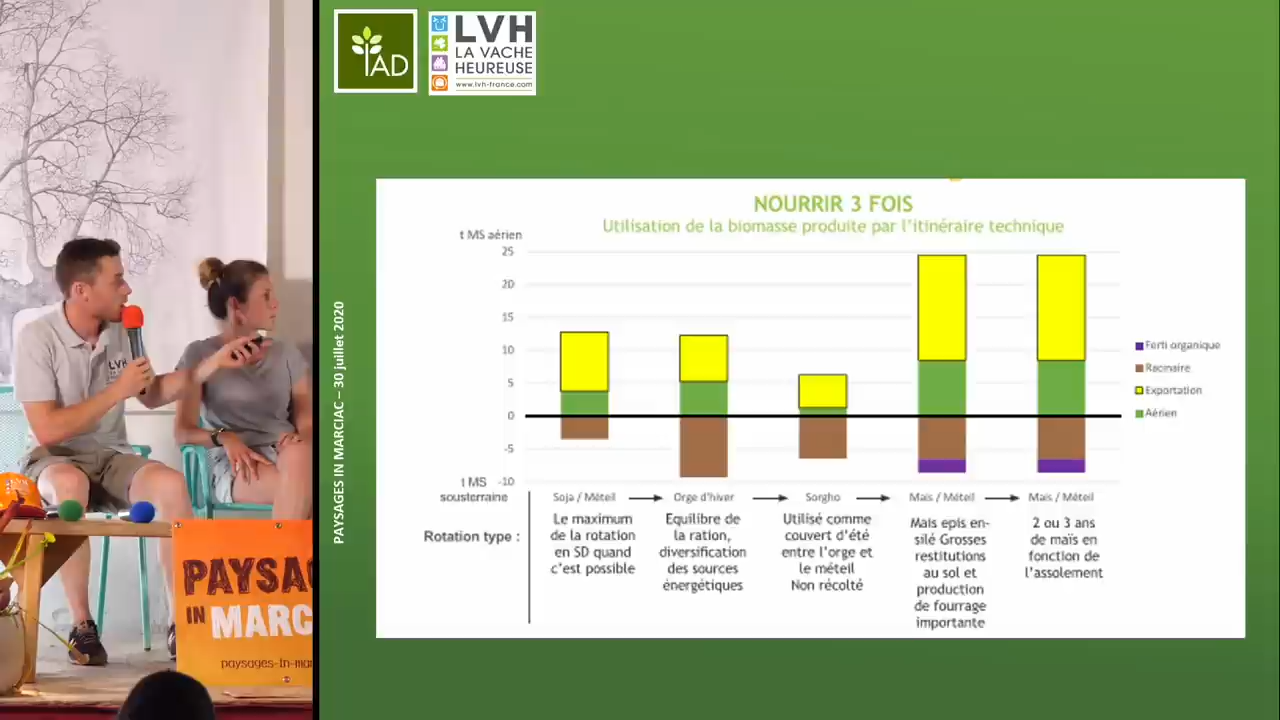 IAD
LVH
LA VACHE
HEUREUSE
www.lvh-france.com
PAYSAGES IN MARCIAC – 30 juillet 2020
NOURRIR 3 FOIS
Utilisation de la biomasse produite par l'itinéraire technique
t MS aérien
25
20
15
10
5
0
-5
-10
t MS
sousterraine
Ferti organique
Racinaire
Exportation
Aérien
Soja / Méteil
Orge d'hiver
Sorgho
Maïs / Méteil
Maïs / Méteil
Rotation type :
Le maximum
de la rotation
en SD quand
c'est possible
Equilibre de
la ration,
diversification
des sources
énergétiques
Utilisé comme
couvert d'été
entre l'orge et
le méteil
Non récolté
Mais epis en-
silé Grosses
restitutions
au sol et
production
de fourrage
importante
2 ou 3 ans
de maïs en
fonction de
l'assolement
LVH
PAYSA
IN MARC
paysages-in-mar